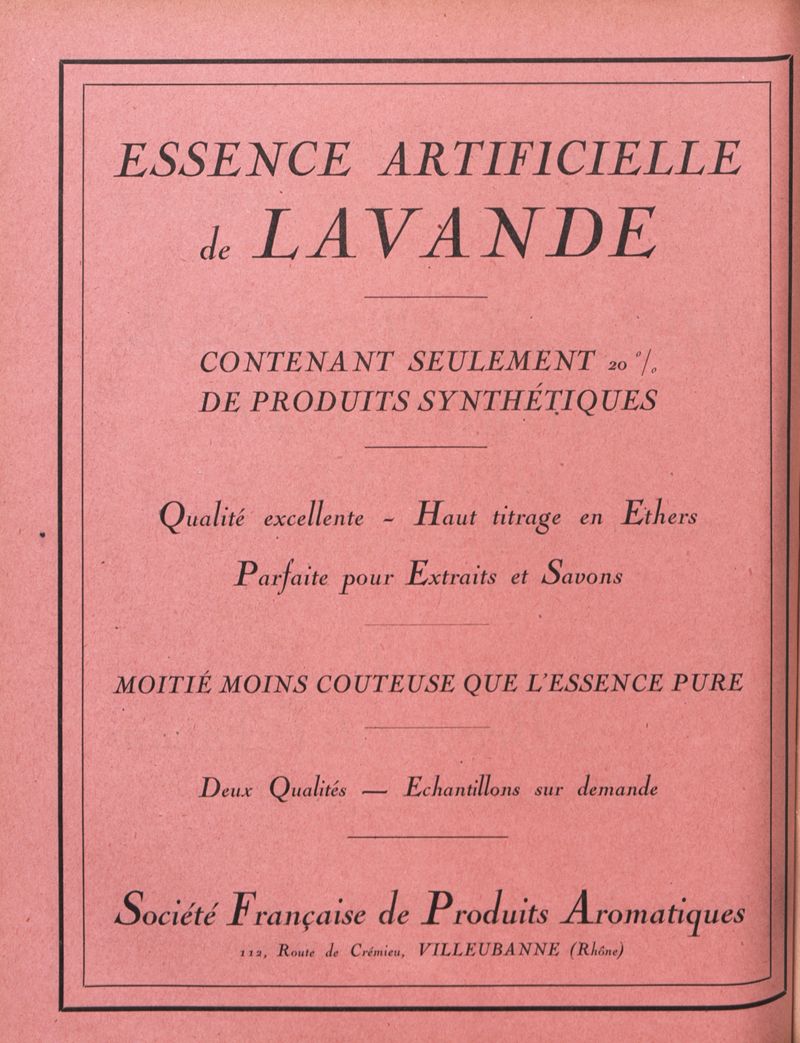 ESSENCE ARTIFICIELLE
de LAVANDE
CONTENANT SEULEMENT 20 %
DE PRODUITS SYNTHÉTIQUES
Qualité excellente - Haut titrage en Ethers
Parfaite pour Extraits et Savons
MOITIÉ MOINS COUTEUSE QUE L'ESSENCE PURE
Deux Qualités — Echantillons sur demande
Société Française de Produits Aromatiques
112, Route de Crémieu, VILLEUBANNE (Rhône)